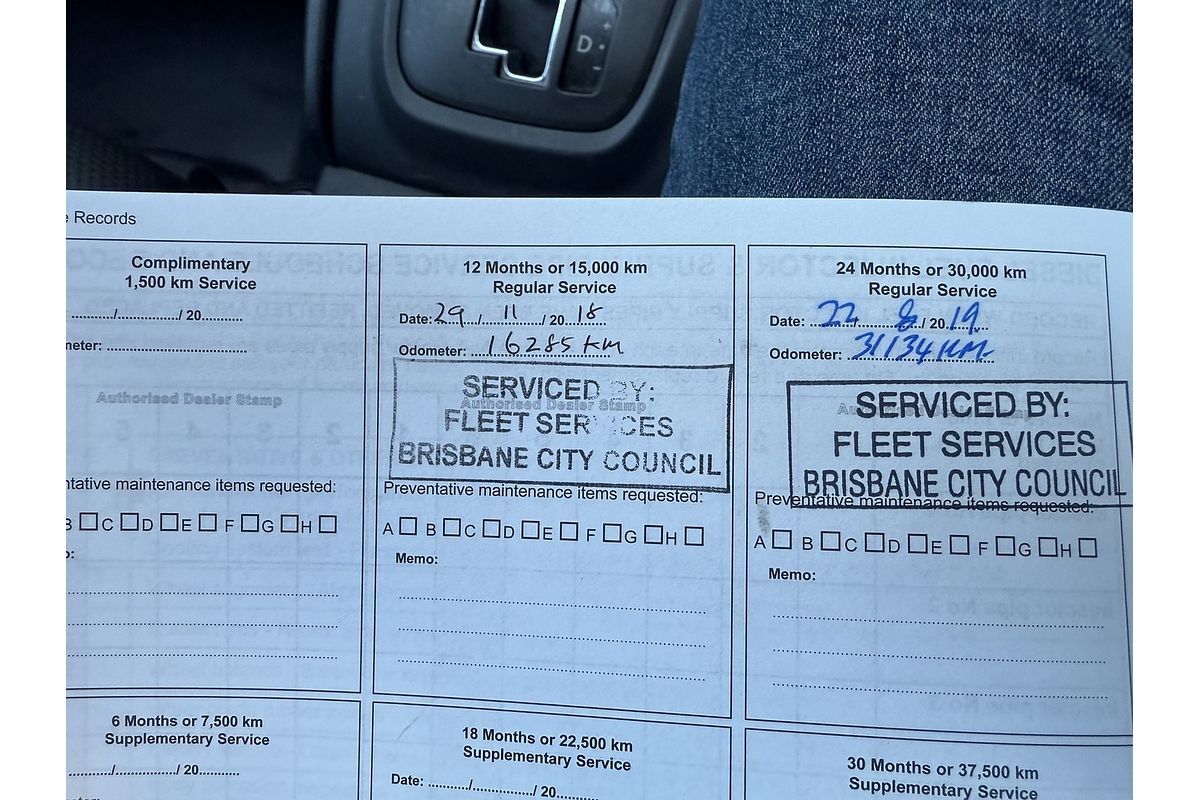 D
+
-
Records
Complimentary
1,500 km Service
............/............../ 20..........
neter: ....................................
Authorised Dealer Stamp
tative maintenance items requested:
B ☐ C ☐ D ☐ E ☐ F ☐ G ☐ H ☐
12 Months or 15,000 km
Regular Service
Date: 29 / 11 / 20 18
Odometer: 16285 KM
Authorised Dealer Stamp
SERVICED BY:
FLEET SERVICES
BRISBANE CITY COUNCIL
Preventative maintenance items requested:
A ☐ B ☐ C ☐ D ☐ E ☐ F ☐ G ☐ H ☐
Memo:
24 Months or 30,000 km
Regular Service
Date: 22 / 8 / 20 19
Odometer: 31134 KM
SERVICED BY:
FLEET SERVICES
BRISBANE CITY COUNCIL
Preventative maintenance items requested:
A ☐ B ☐ C ☐ D ☐ E ☐ F ☐ G ☐ H ☐
Memo:
6 Months or 7,500 km
Supplementary Service
........../............../ 20..........
18 Months or 22,500 km
Supplementary Service
Date: ........../............../ 20..........
30 Months or 37,500 km
Supplementary Service